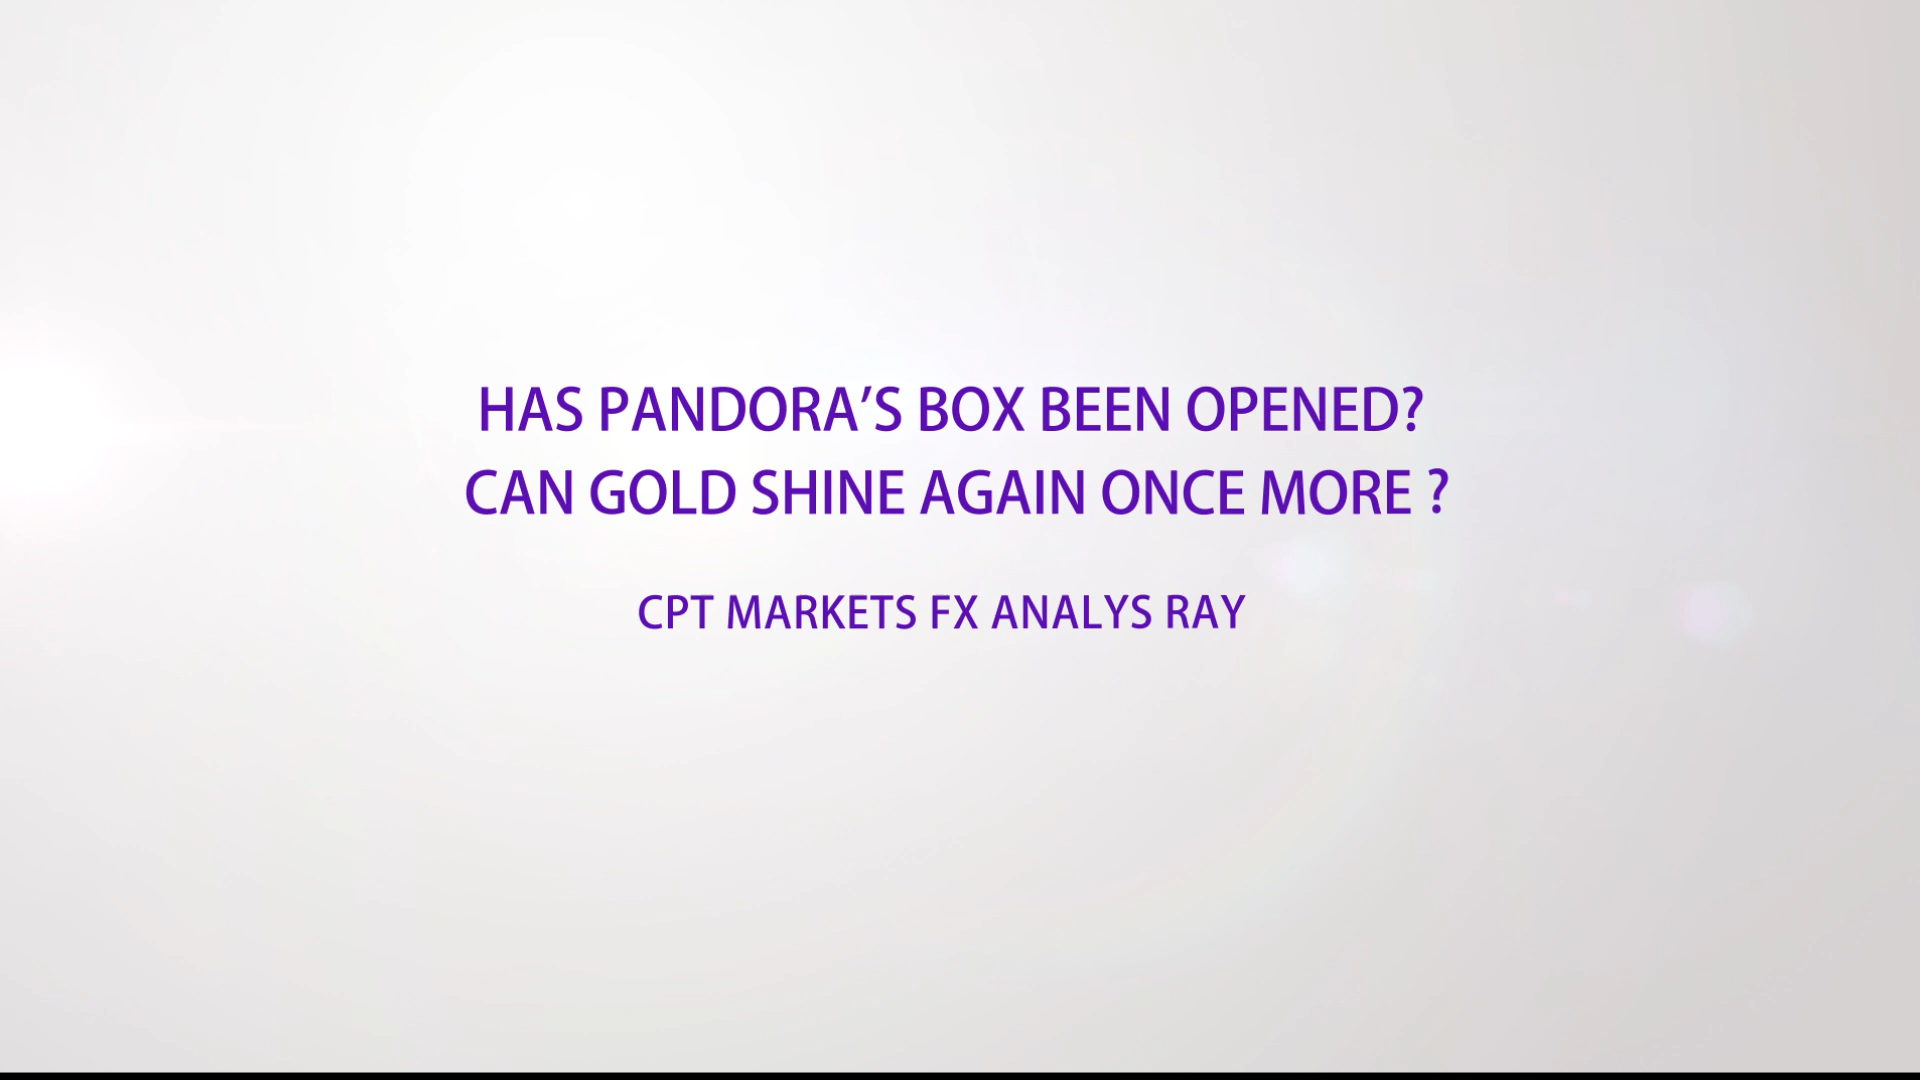 HAS PANDORA’S BOX BEEN OPENED?
CAN GOLD SHINE AGAIN ONCE MORE ?
CPT MARKETS FX ANALYS RAY